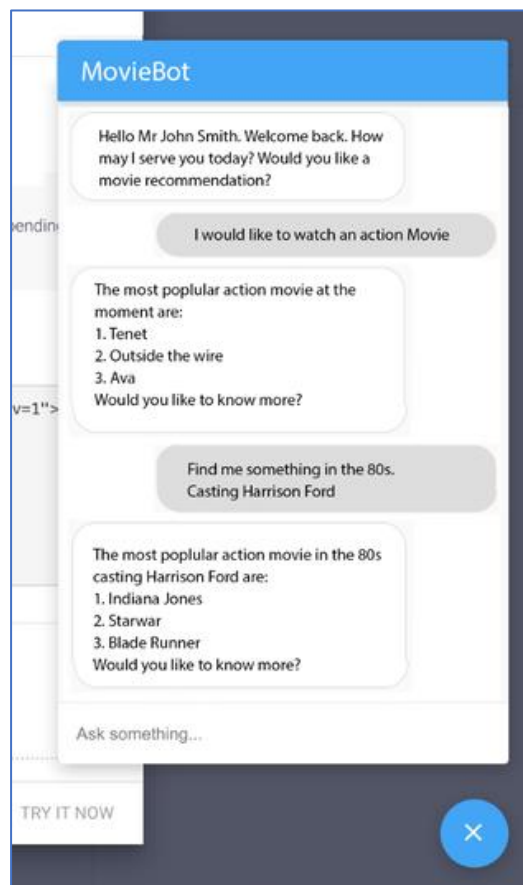 MovieBot
Hello Mr John Smith. Welcome back. How
may I serve you today? Would you like a
movie recommendation?
I would like to watch an action Movie
The most poplular action movie at the
moment are:
1. Tenet
2. Outside the wire
3. Ava
Would you like to know more?
Find me something in the 80s.
Casting Harrison Ford
The most poplular action movie in the 80s
casting Harrison Ford are:
1. Indiana Jones
2. Starwar
3. Blade Runner
Would you like to know more?
Ask something...
v=1">
TRY IT NOW